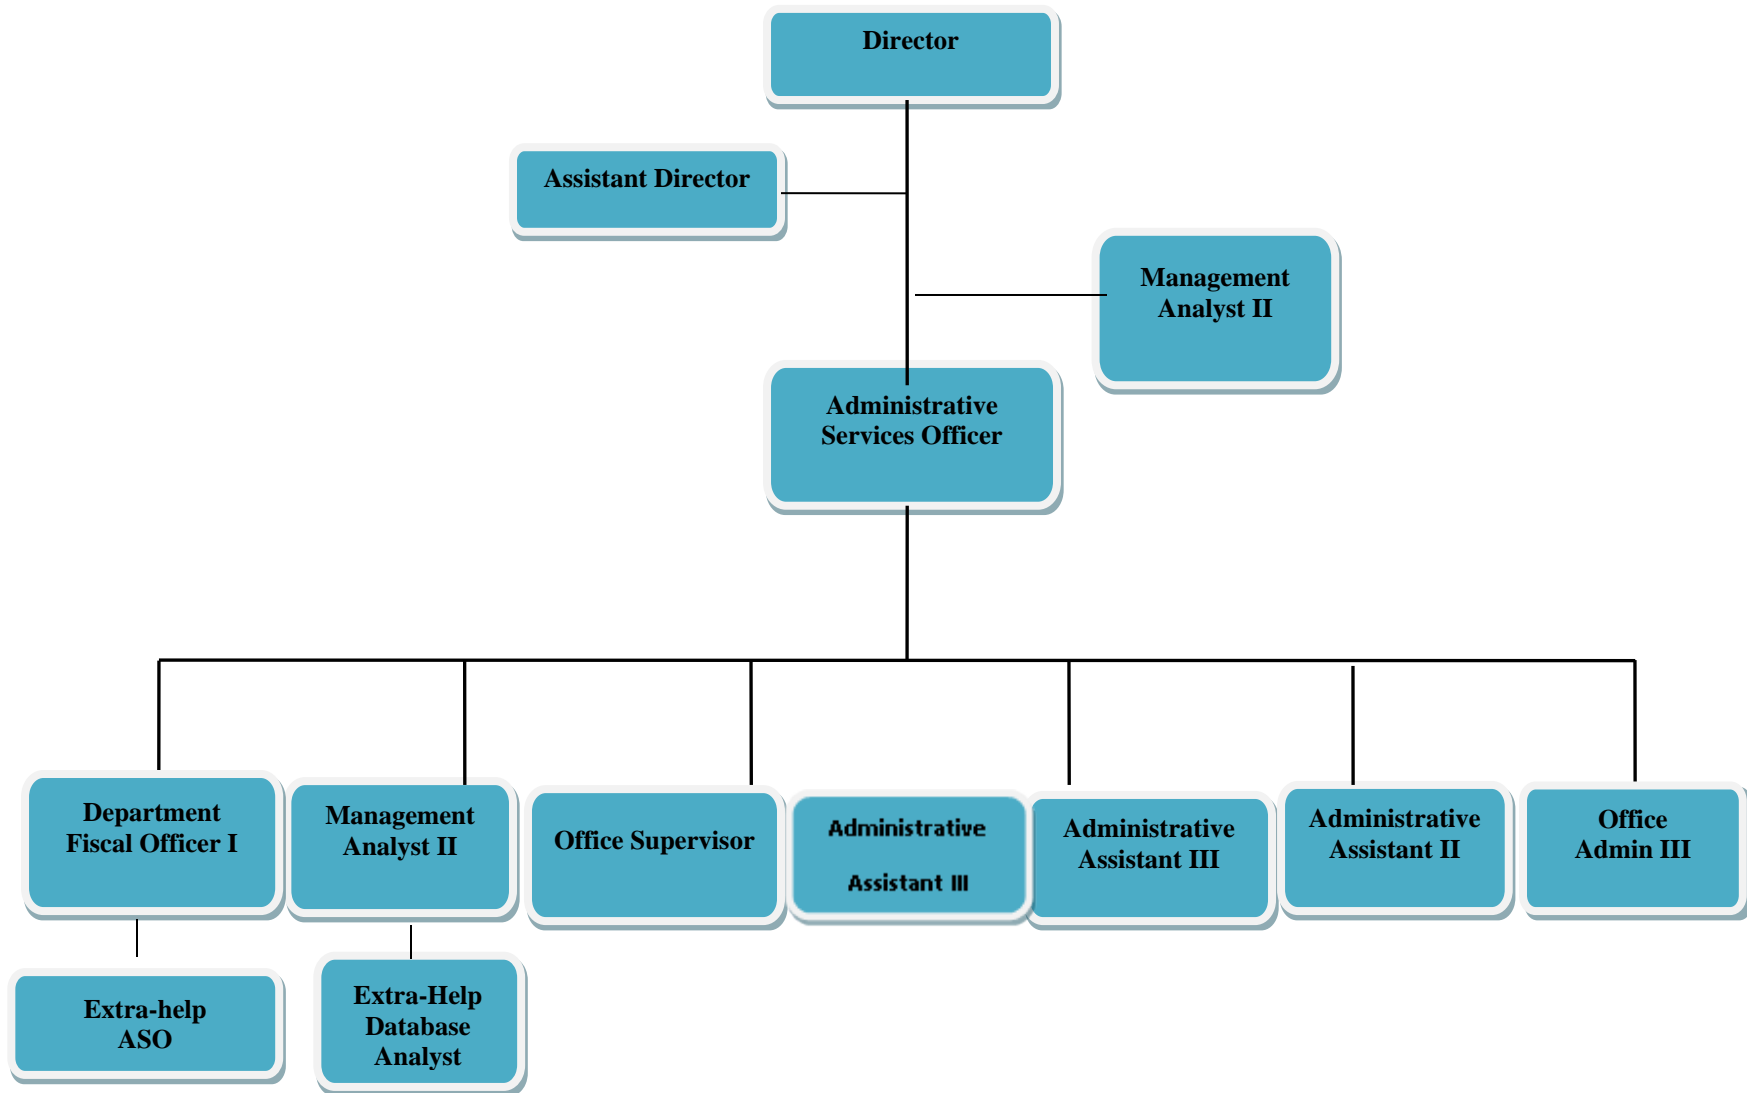 Director
Assistant Director
Management
Analyst II
Administrative
Services Officer
Department
Fiscal Officer I
Management
Analyst II
Office Supervisor
Administrative
Assistant III
Administrative
Assistant III
Administrative
Assistant II
Office
Admin III
Extra-help
ASO
Extra-Help
Database
Analyst